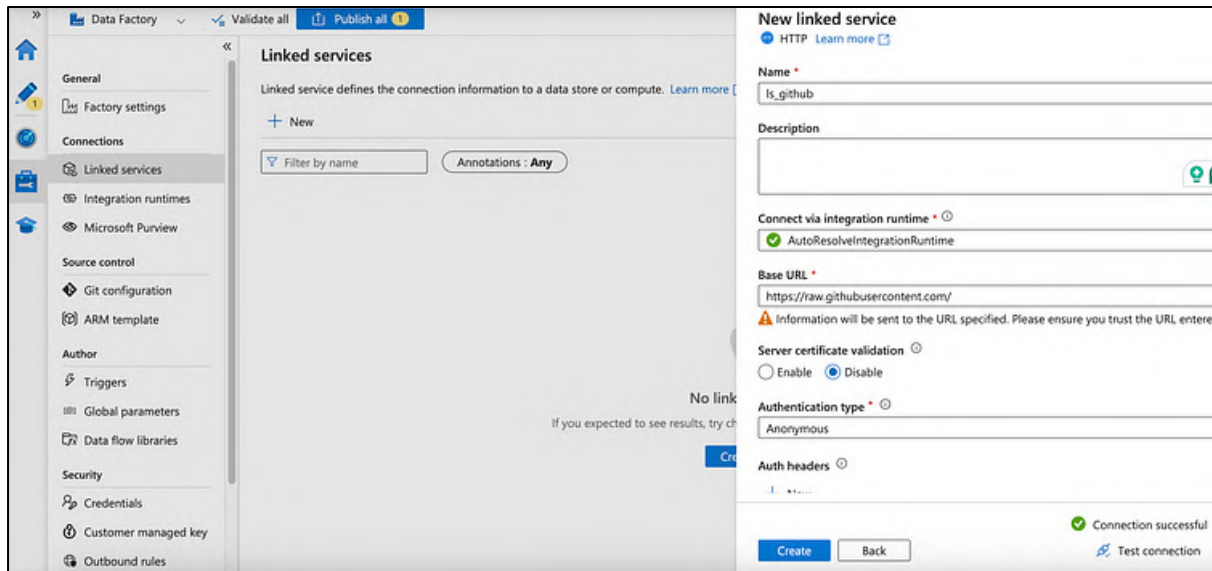 Data Factory
Validate all
Publish all 1
1
General
Factory settings
Connections
Linked services
Integration runtimes
Microsoft Purview
Source control
Git configuration
ARM template
Author
Triggers
Global parameters
Data flow libraries
Security
Credentials
Customer managed key
Outbound rules
Linked services
Linked service defines the connection information to a data store or compute. Learn more
New
Filter by name
Annotations : Any
No link
If you expected to see results, try ch
Cre
New linked service
HTTP Learn more
Name *
ls_github
Description
Connect via integration runtime *
AutoResolveIntegrationRuntime
Base URL *
https://raw.githubusercontent.com/
Information will be sent to the URL specified. Please ensure you trust the URL entere
Server certificate validation
Enable Disable
Authentication type *
Anonymous
Auth headers
Connection successful
Create Back Test connection